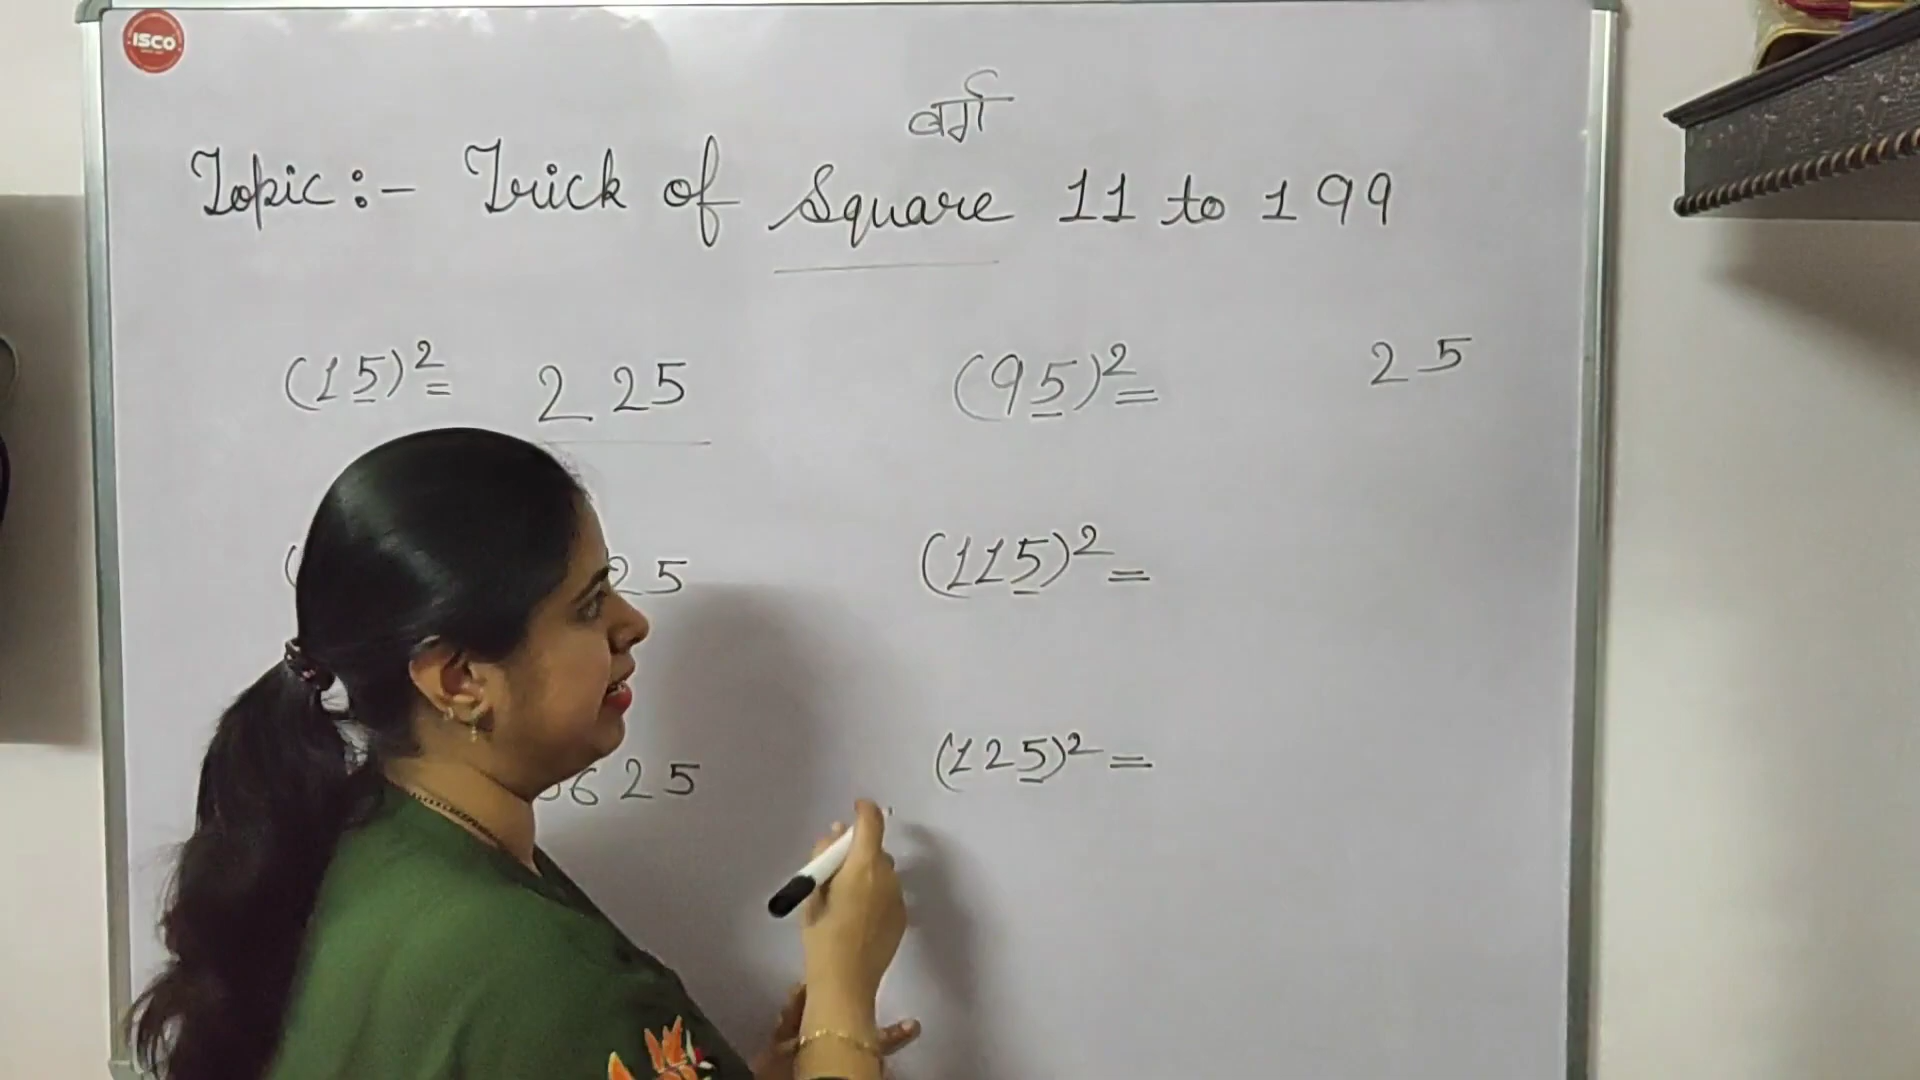 ISCO
वर्ग
Topic:- Trick of Square 11 to 199
(15)² = 225
(95)² = 25
25
(115)² =
625
(125)² =